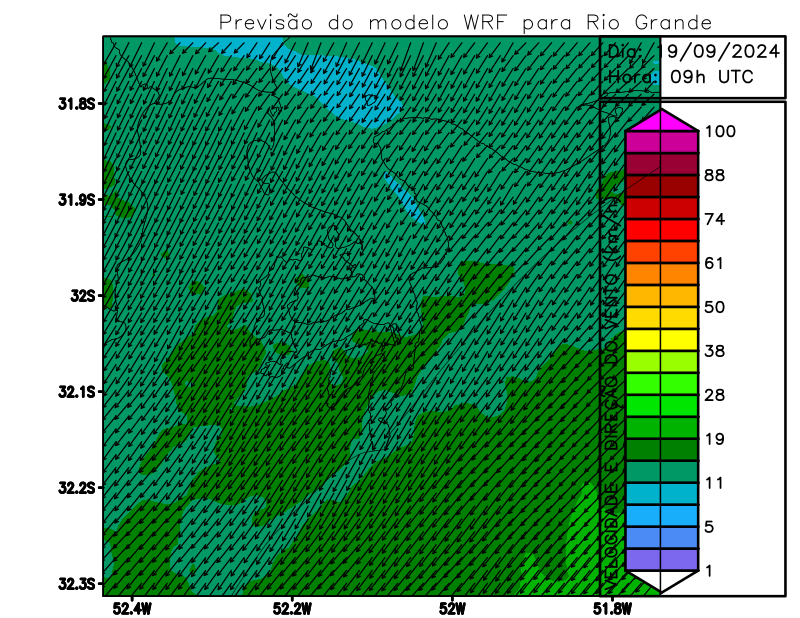 Previsão do modelo WRF para Rio Grande
Dia: 19/09/2024
Hora: 09h UTC
31.8S
31.9S
32S
32.1S
32.2S
32.3S
52.4W
52.2W
52W
51.8W
VELOCIDADE E DIREÇÃO DO VENTO (km/h)
100
88
74
61
50
38
28
19
11
5
1